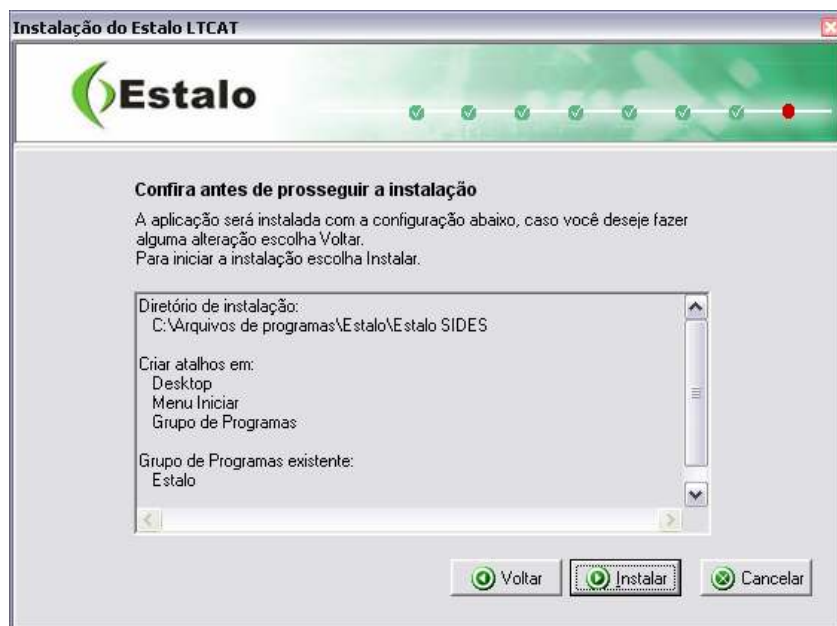 Instalação do Estalo LTCAT
Estalo
Confira antes de prosseguir a instalação
A aplicação será instalada com a configuração abaixo, caso você deseje fazer
alguma alteração escolha Voltar.
Para iniciar a instalação escolha Instalar.
Diretório de instalação:
C:\Arquivos de programas\Estalo\Estalo SIDES
Criar atalhos em:
Desktop
Menu Iniciar
Grupo de Programas
Grupo de Programas existente:
Estalo
Voltar
Instalar
Cancelar